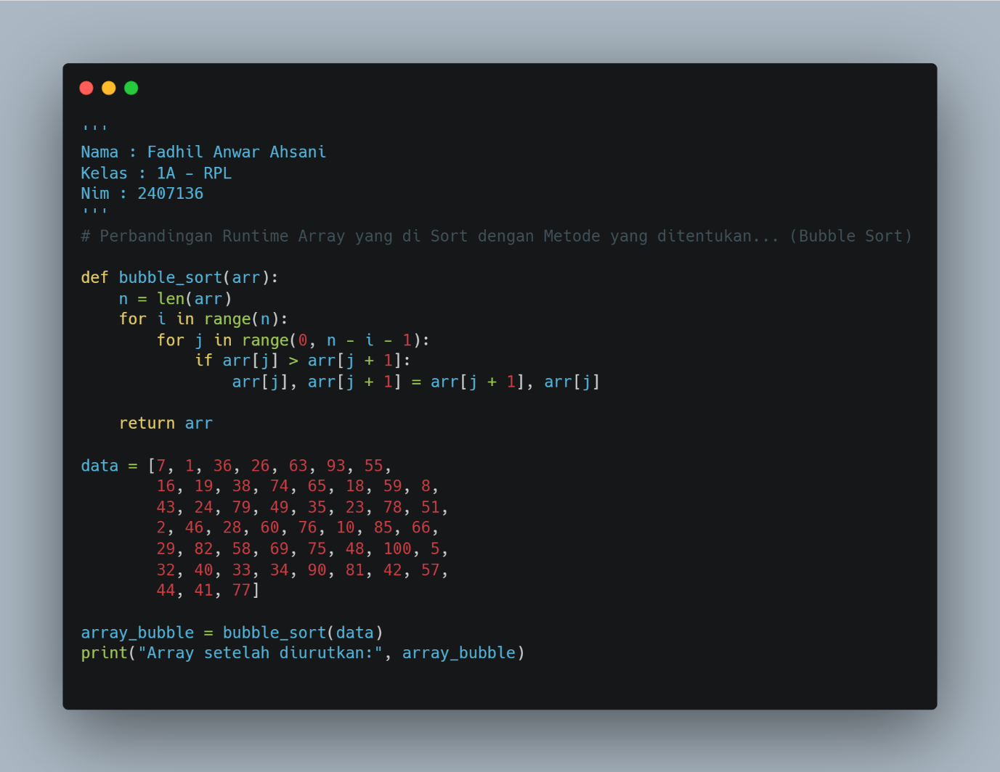 '''
Nama : Fadhil Anwar Ahsani
Kelas : 1A - RPL
Nim : 2407136
'''
# Perbandingan Runtime Array yang di Sort dengan Metode yang ditentukan... (Bubble Sort)
def bubble_sort(arr):
    n = len(arr)
    for i in range(n):
        for j in range(0, n - i - 1):
            if arr[j] > arr[j + 1]:
                arr[j], arr[j + 1] = arr[j + 1], arr[j]
    return arr
data = [7, 1, 36, 26, 63, 93, 55,
        16, 19, 38, 74, 65, 18, 59, 8,
        43, 24, 79, 49, 35, 23, 78, 51,
        2, 46, 28, 60, 76, 10, 85, 66,
        29, 82, 58, 69, 75, 48, 100, 5,
        32, 40, 33, 34, 90, 81, 42, 57,
        44, 41, 77]
array_bubble = bubble_sort(data)
print("Array setelah diurutkan:", array_bubble)